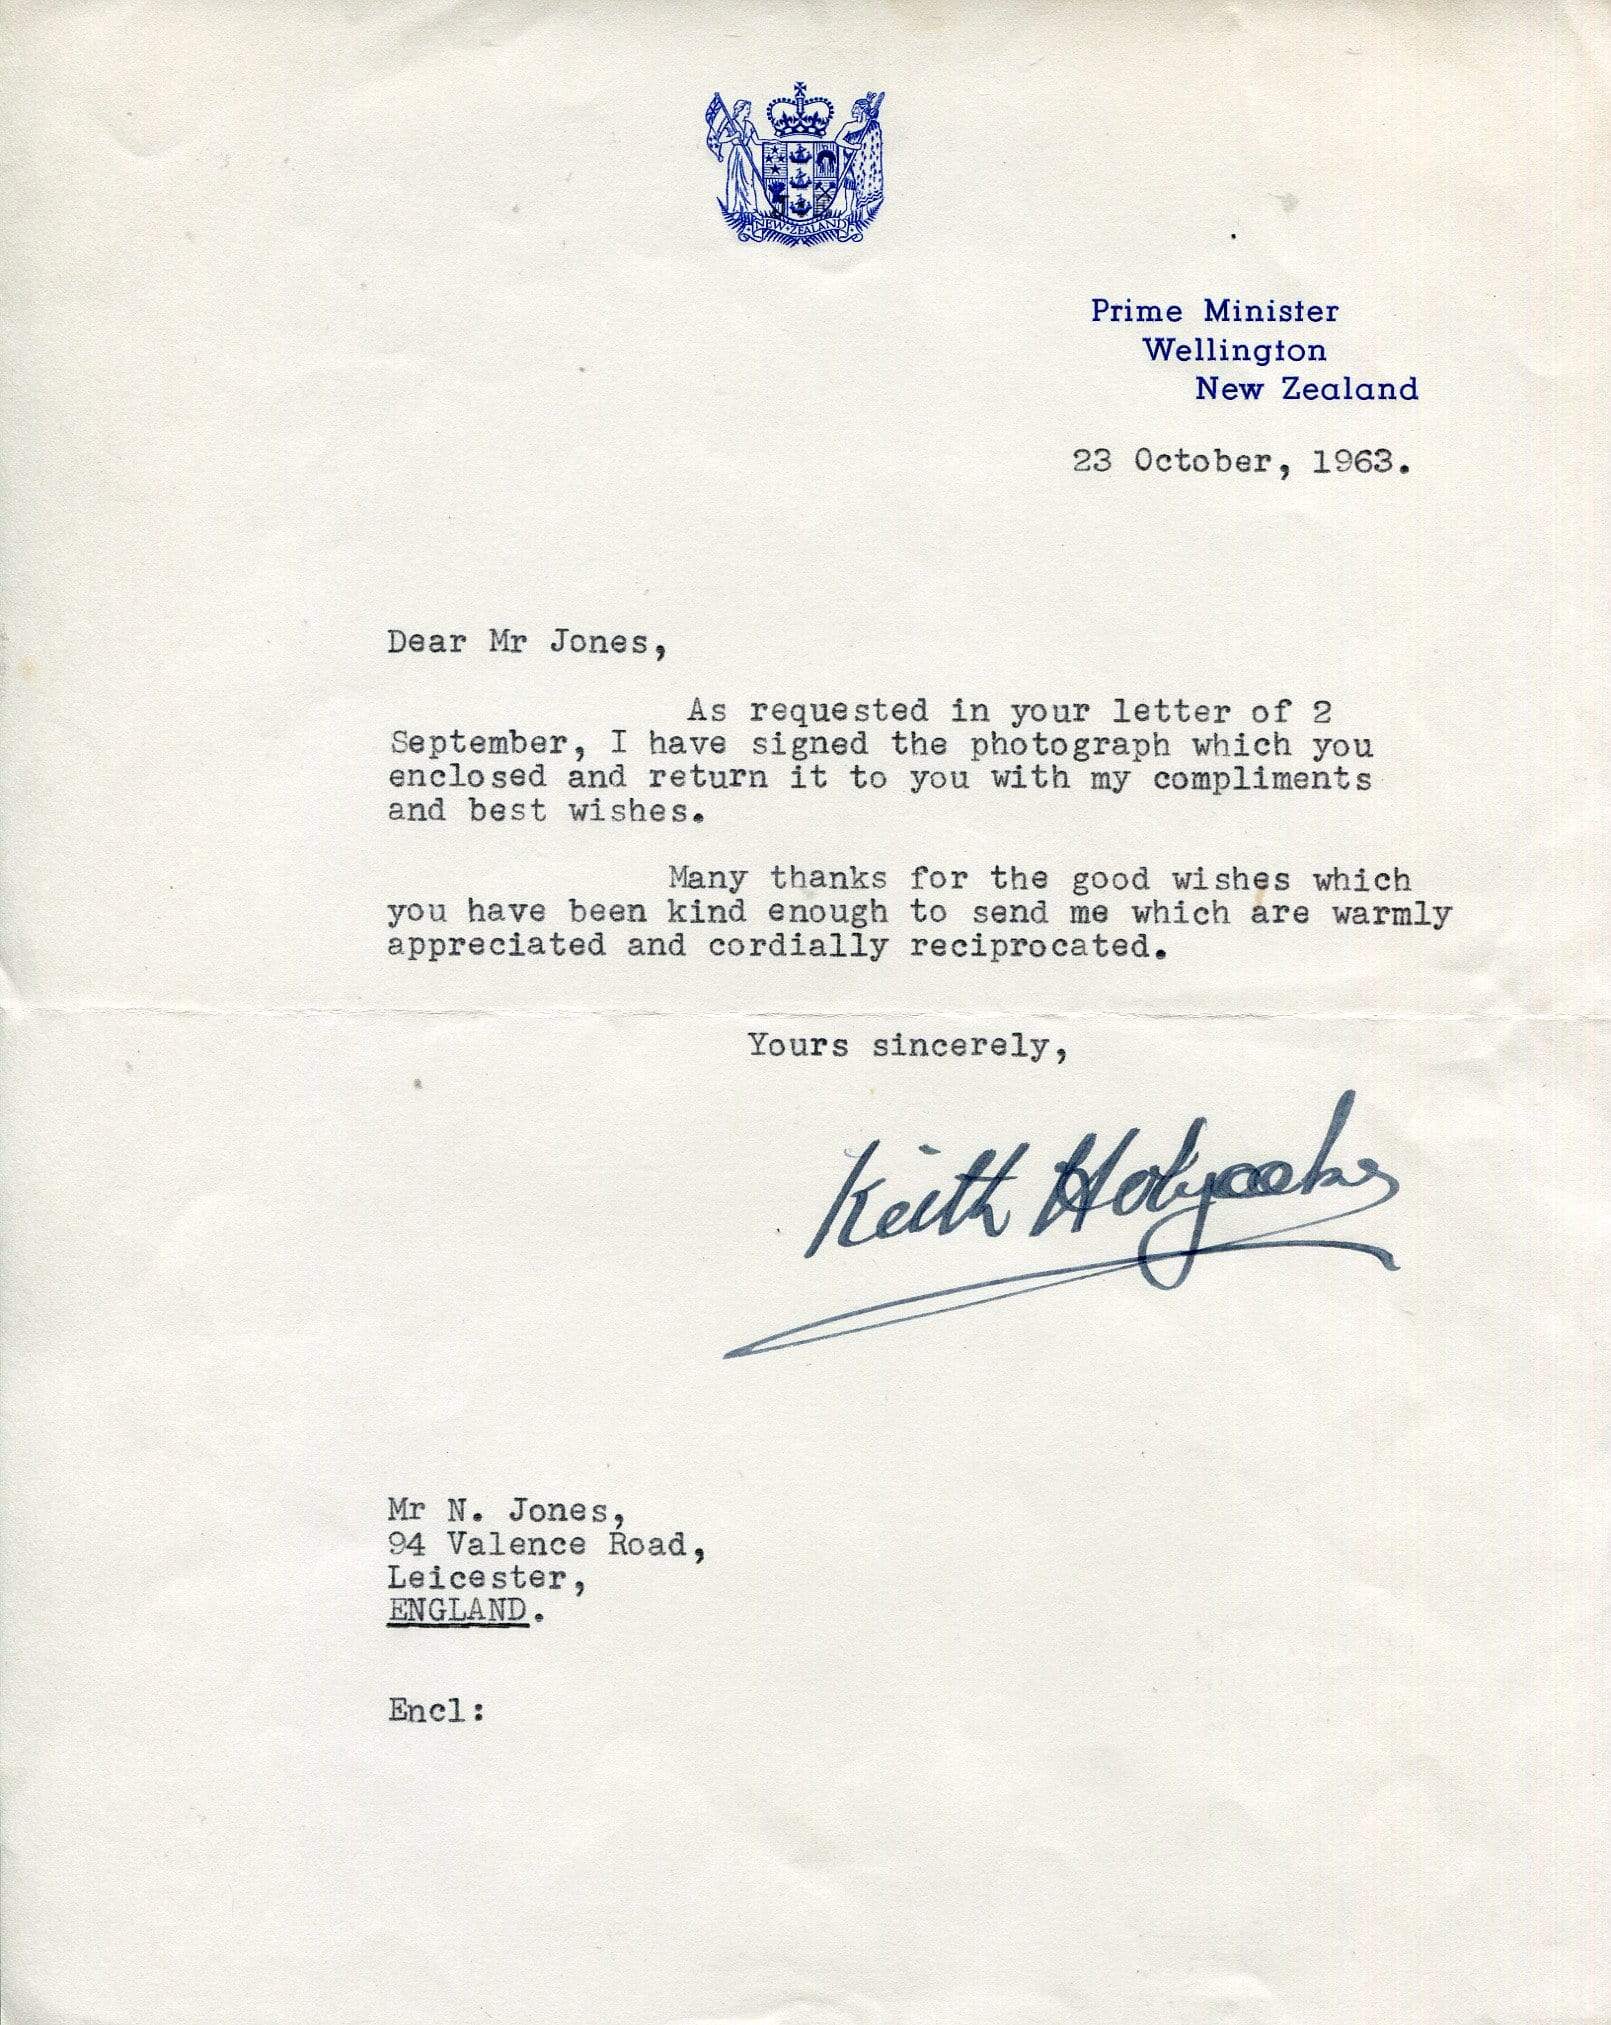 NEW ZEALAND
Prime Minister
Wellington
New Zealand
23 October, 1963.
Dear Mr Jones,
As requested in your letter of 2
September, I have signed the photograph which you
enclosed and return it to you with my compliments
and best wishes.
Many thanks for the good wishes which
you have been kind enough to send me which are warmly
appreciated and cordially reciprocated.
Yours sincerely,
Keith Holyoake
Mr N. Jones,
94 Valence Road,
Leicester,
ENGLAND.
Encl: